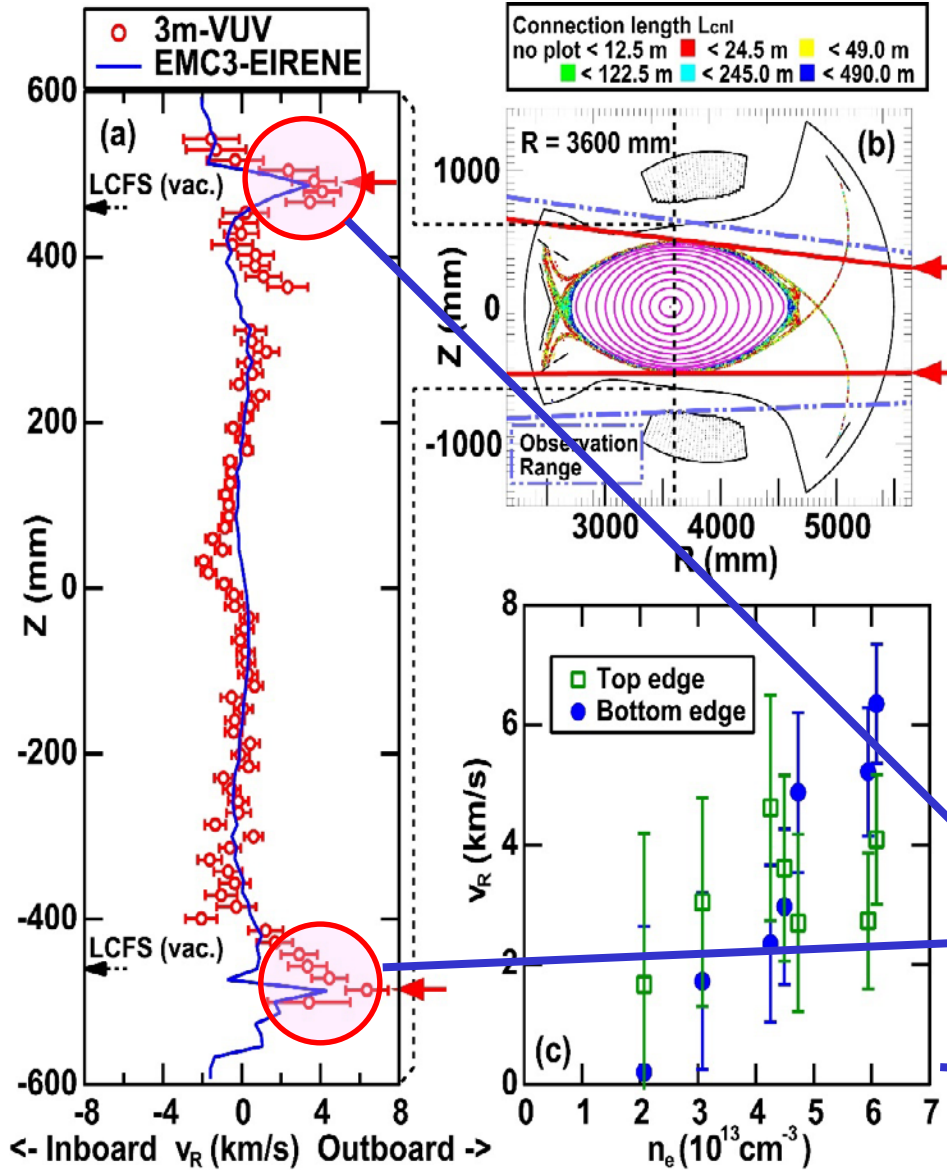 3m-VUV
EMC3-EIRENE
Connection length Lcnl
no plot < 12.5 m < 24.5 m < 49.0 m
< 122.5 m < 245.0 m < 490.0 m
600
400
200
0
-200
-400
-600
Z (mm)
(a)
LCFS (vac.)
LCFS (vac.)
-8 -4 0 4 8
<- Inboard vR (km/s) Outboard ->
R = 3600 mm
(b)
1000
0
-1000
Z (mm)
Observation
Range
3000 4000 5000
R (mm)
8
6
4
2
0
vR (km/s)
Top edge
Bottom edge
(c)
0 1 2 3 4 5 6 7
ne (10^13 cm^-3)